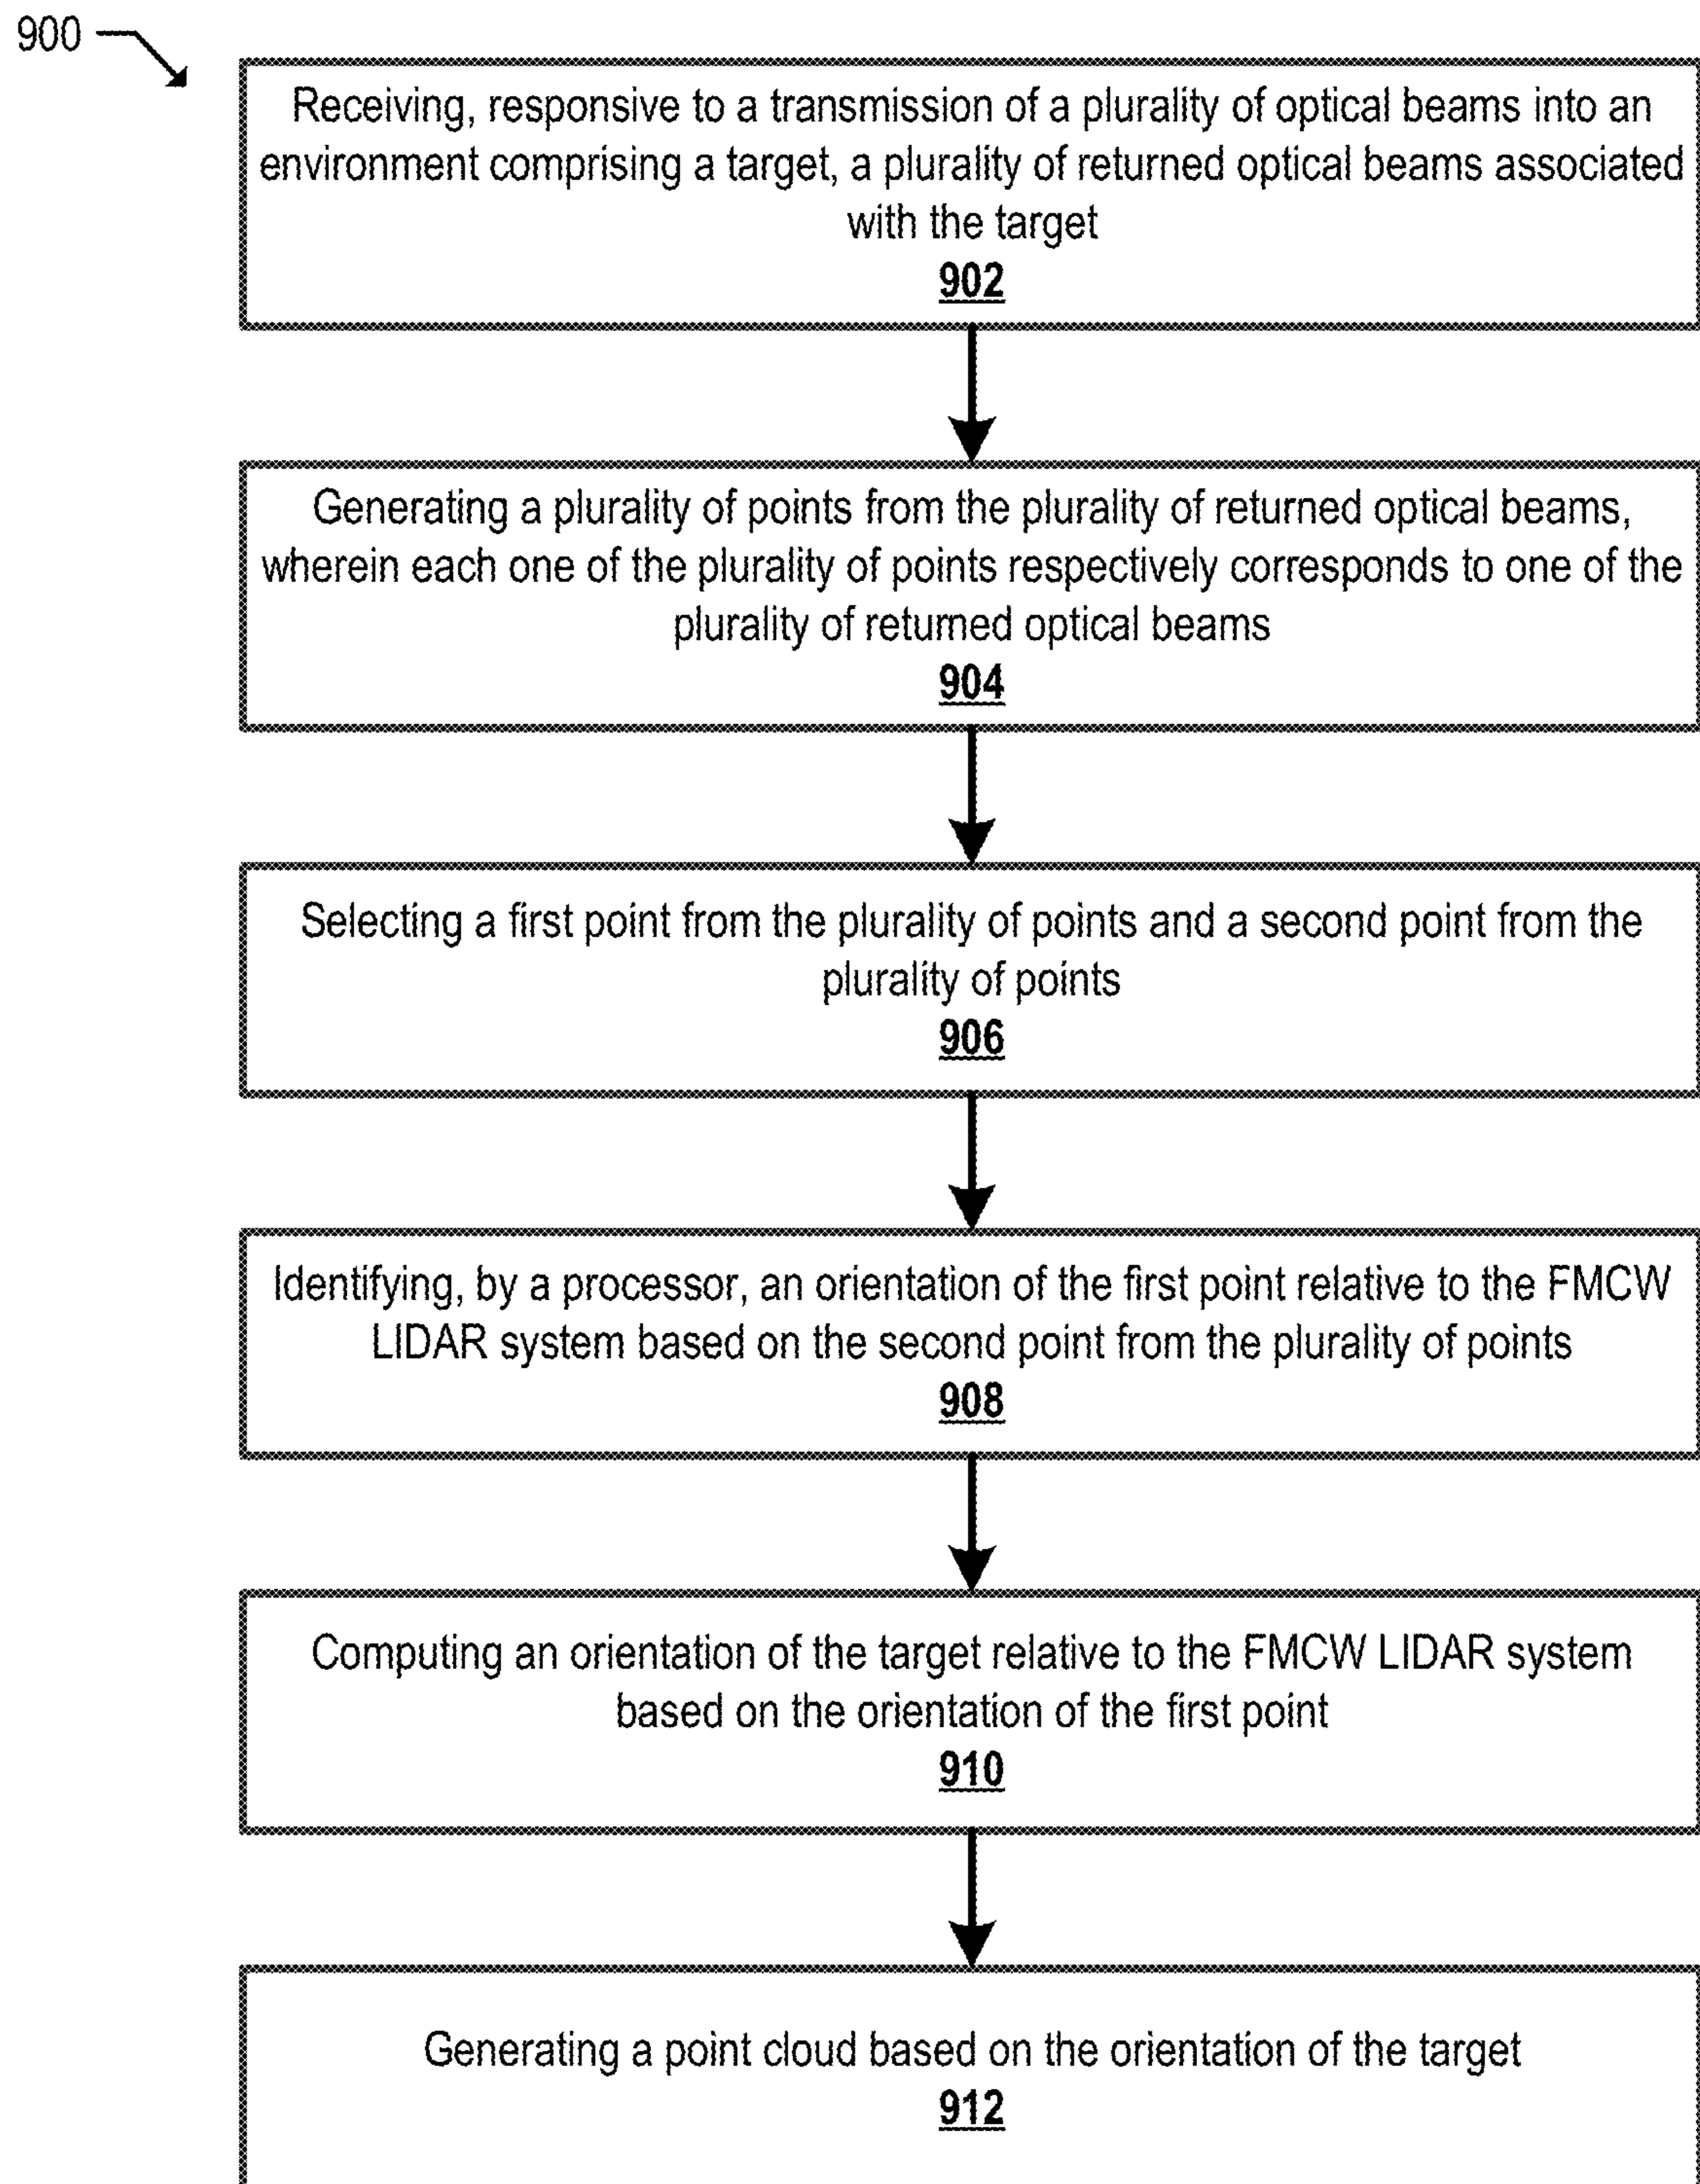 900
Receiving, responsive to a transmission of a plurality of optical beams into an
environment comprising a target, a plurality of returned optical beams associated
with the target
902
Generating a plurality of points from the plurality of returned optical beams,
wherein each one of the plurality of points respectively corresponds to one of the
plurality of returned optical beams
904
Selecting a first point from the plurality of points and a second point from the
plurality of points
906
Identifying, by a processor, an orientation of the first point relative to the FMCW
LIDAR system based on the second point from the plurality of points
908
Computing an orientation of the target relative to the FMCW LIDAR system
based on the orientation of the first point
910
Generating a point cloud based on the orientation of the target
912